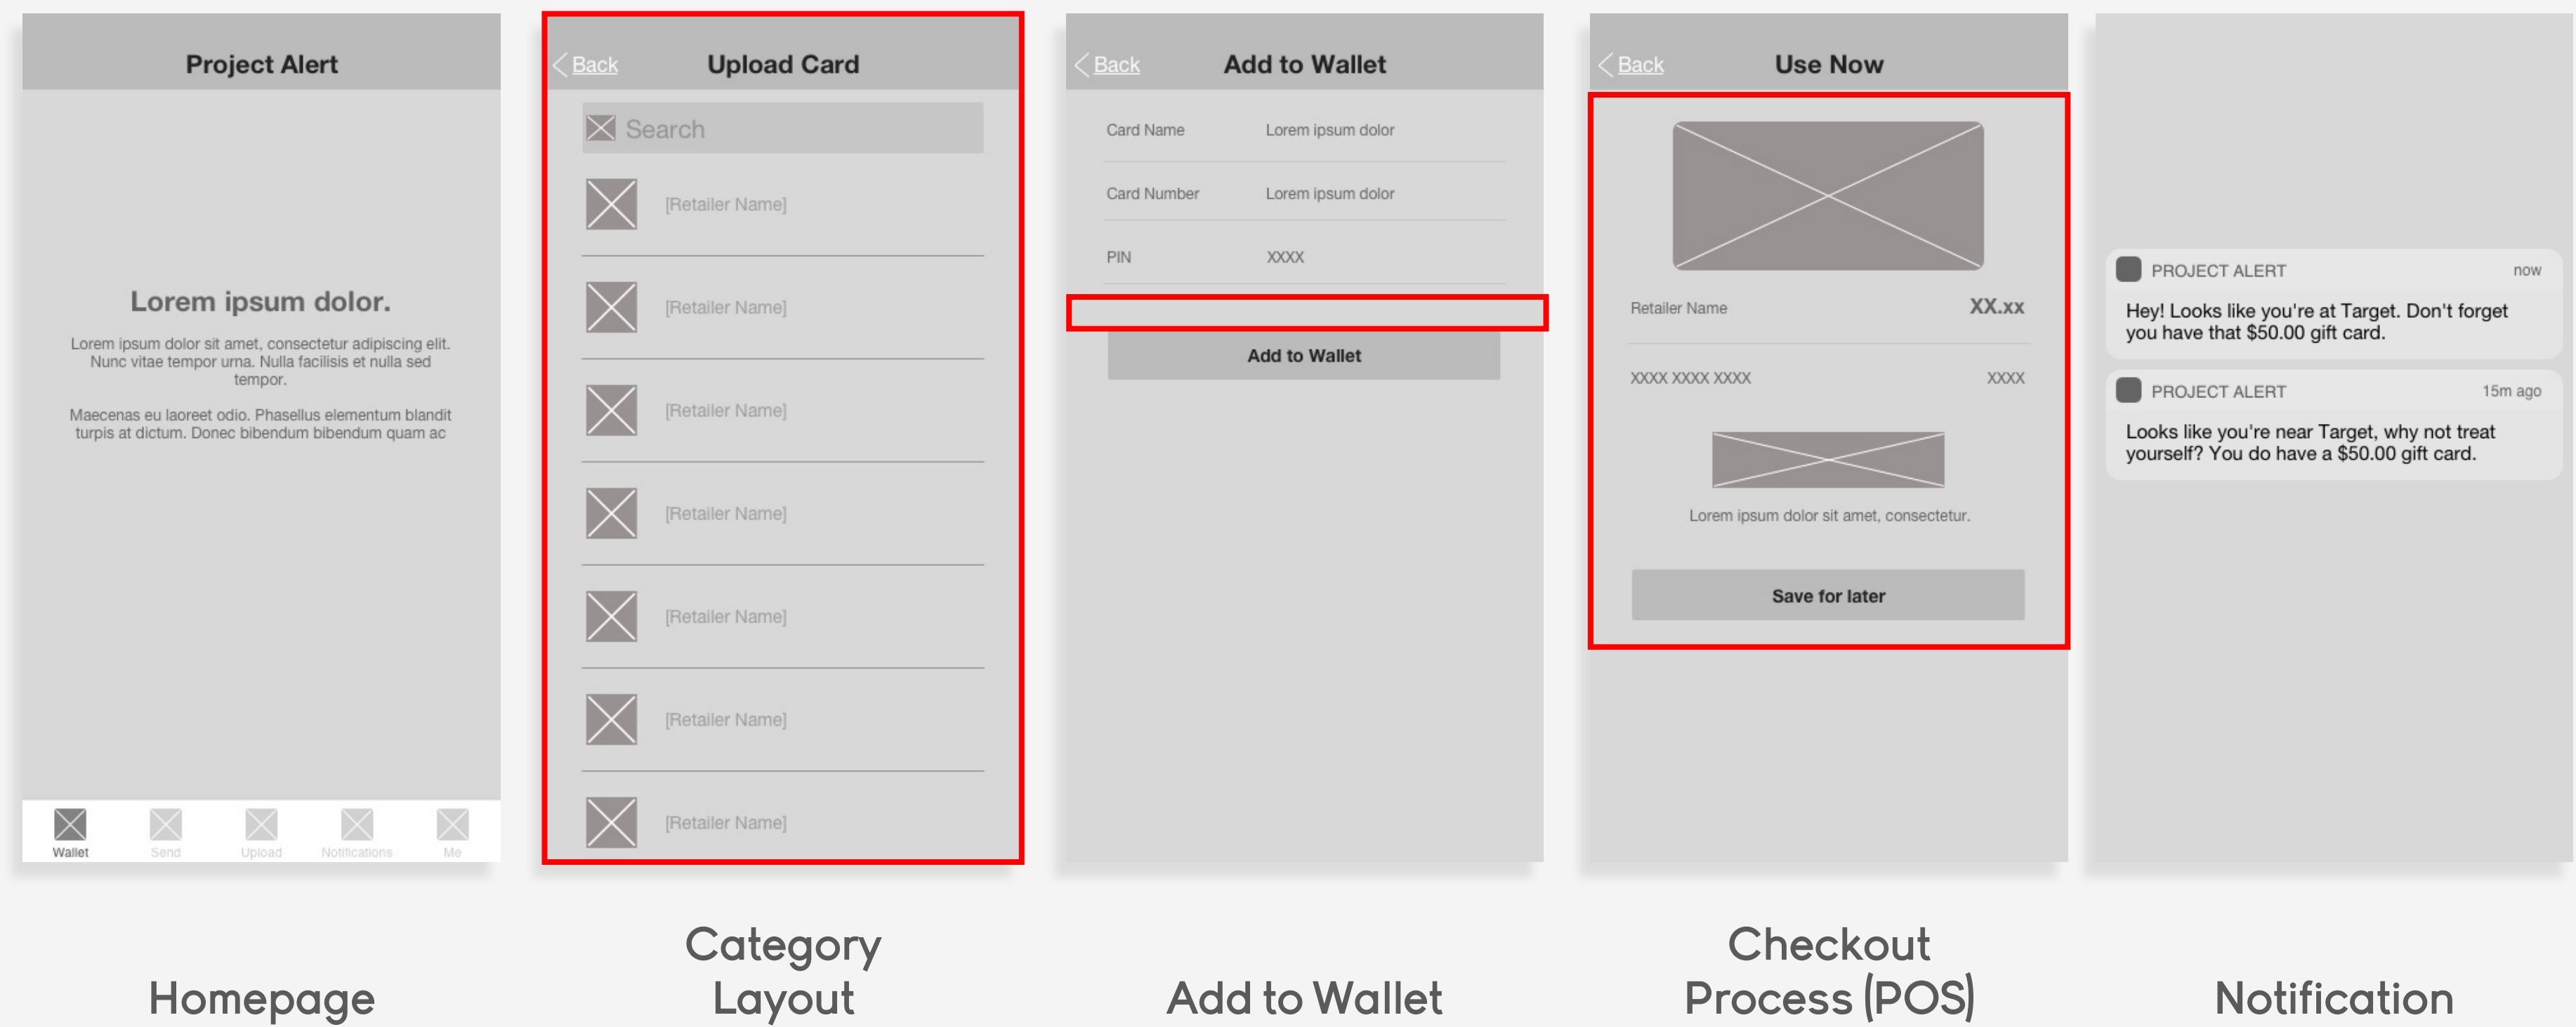 Project Alert
Lorem ipsum dolor.
Lorem ipsum dolor sit amet, consectetur adipiscing elit.
Nunc vitae tempor urna. Nulla facilisis et nulla sed
tempor.
Maecenas eu laoreet odio. Phasellus elementum blandit
turpis at dictum. Donec bibendum bibendum quam ac
Wallet
Send
Upload
Notifications
Me
Homepage
Back
Upload Card
Search
[Retailer Name]
[Retailer Name]
[Retailer Name]
[Retailer Name]
[Retailer Name]
[Retailer Name]
[Retailer Name]
Category
Layout
Back
Add to Wallet
Card Name Lorem ipsum dolor
Card Number Lorem ipsum dolor
PIN XXXX
Add to Wallet
Add to Wallet
Back
Use Now
Retailer Name XX.xx
XXXX XXXX XXXX XXXX
Lorem ipsum dolor sit amet, consectetur.
Save for later
Checkout
Process (POS)
PROJECT ALERT now
Hey! Looks like you're at Target. Don't forget
you have that $50.00 gift card.
PROJECT ALERT 15m ago
Looks like you're near Target, why not treat
yourself? You do have a $50.00 gift card.
Notification